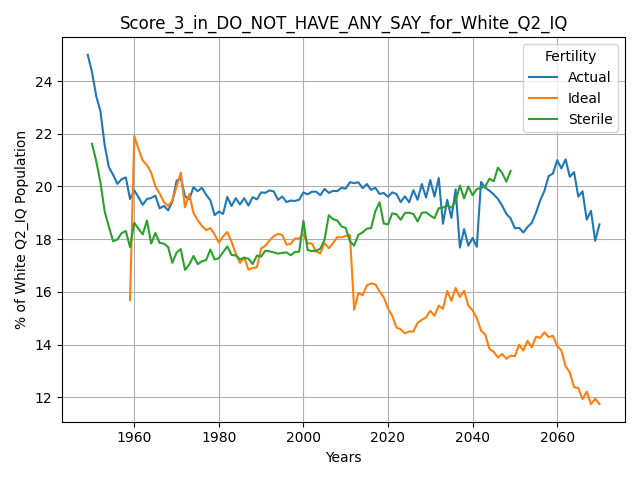 Score_3_in_DO_NOT_HAVE_ANY_SAY_for_White_Q2_IQ
Fertility
Actual
Ideal
Sterile
% of White Q2_IQ Population
24
22
20
18
16
14
12
1960
1980
2000
2020
2040
2060
Years